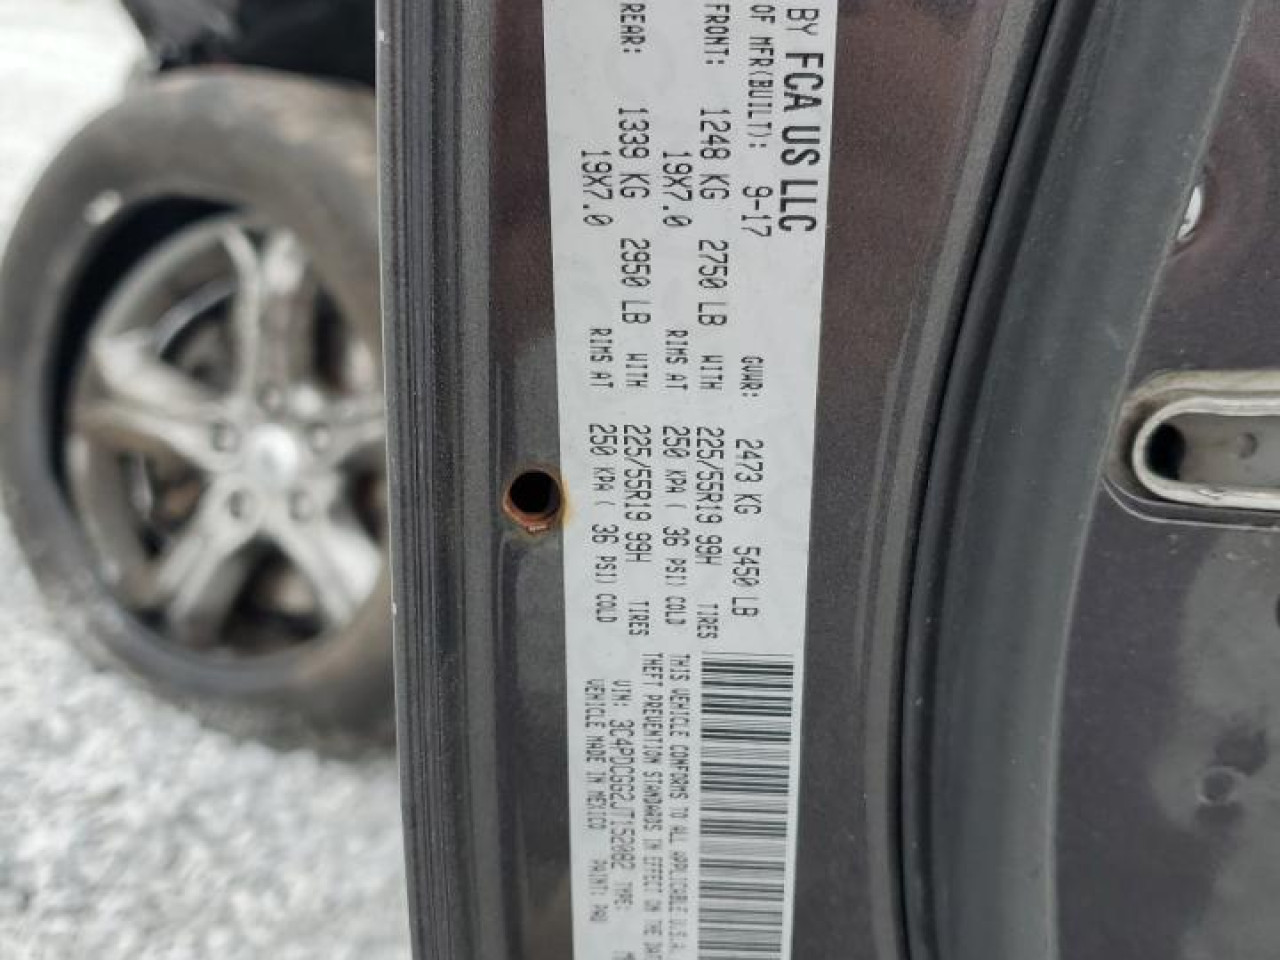 BY FCA US LLC
OF MFR(BUILT): 9-17 GVWR: 2473 KG 5450 LB
FRONT: 1248 KG 2750 LB WITH 225/55R19 99H TIRES
19X7.0 RIMS AT 250 KPA ( 36 PSI) COLD
REAR: 1339 KG 2950 LB WITH 225/55R19 99H TIRES
19X7.0 RIMS AT 250 KPA ( 36 PSI) COLD
THIS VEHICLE CONFORMS TO ALL APPLICABLE U.S.A.
THEFT PREVENTION STANDARDS IN EFFECT ON THE DAT
VIN: 3C4PDCGG2JT152082 TYPE:
VEHICLE MADE IN MEXICO PAINT: PAU